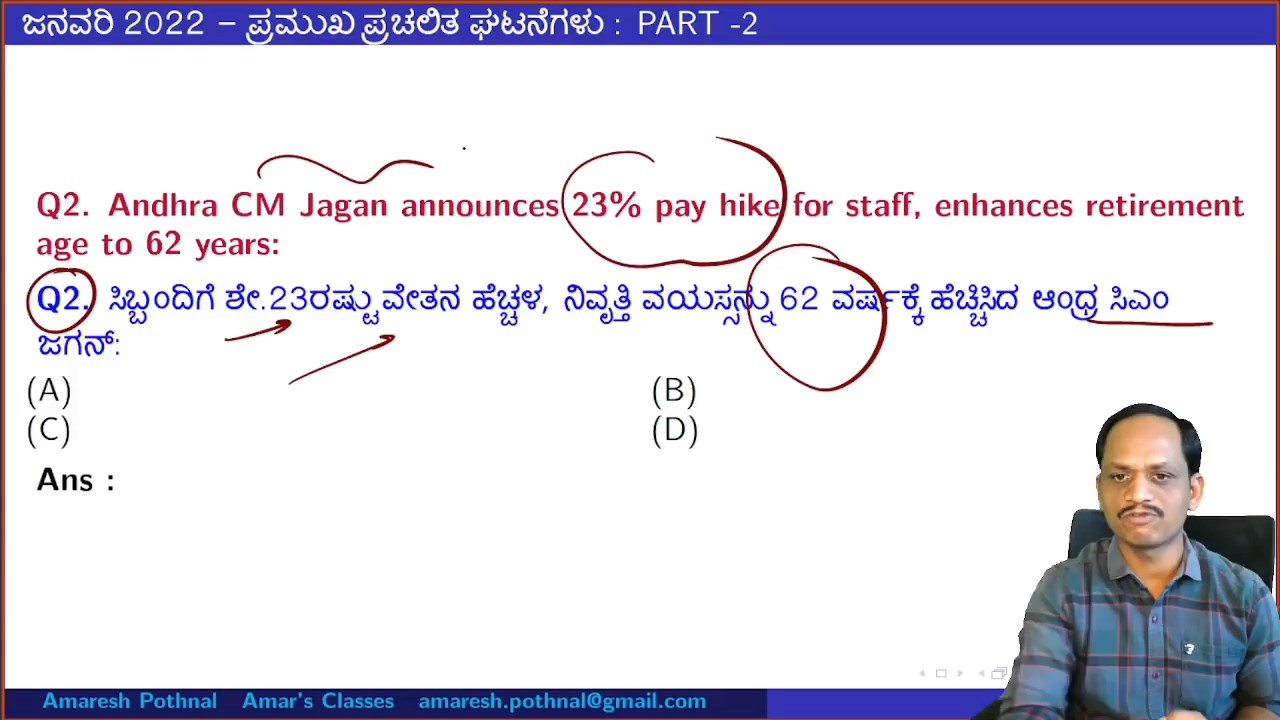 ಜನವರಿ 2022 – ಪ್ರಮುಖ ಪ್ರಚಲಿತ ಘಟನೆಗಳು : PART -2
Q2. Andhra CM Jagan announces 23% pay hike for staff, enhances retirement
age to 62 years:
Q2. ಸಿಬ್ಬಂದಿಗೆ ಶೇ.23ರಷ್ಟು ವೇತನ ಹೆಚ್ಚಳ, ನಿವೃತ್ತಿ ವಯಸ್ಸನ್ನು 62 ವರ್ಷಕ್ಕೆ ಹೆಚ್ಚಿಸಿದ ಆಂಧ್ರ ಸಿಎಂ
ಜಗನ್:
(A) (B)
(C) (D)
Ans :
Amaresh Pothnal Amar's Classes amaresh.pothnal@gmail.com